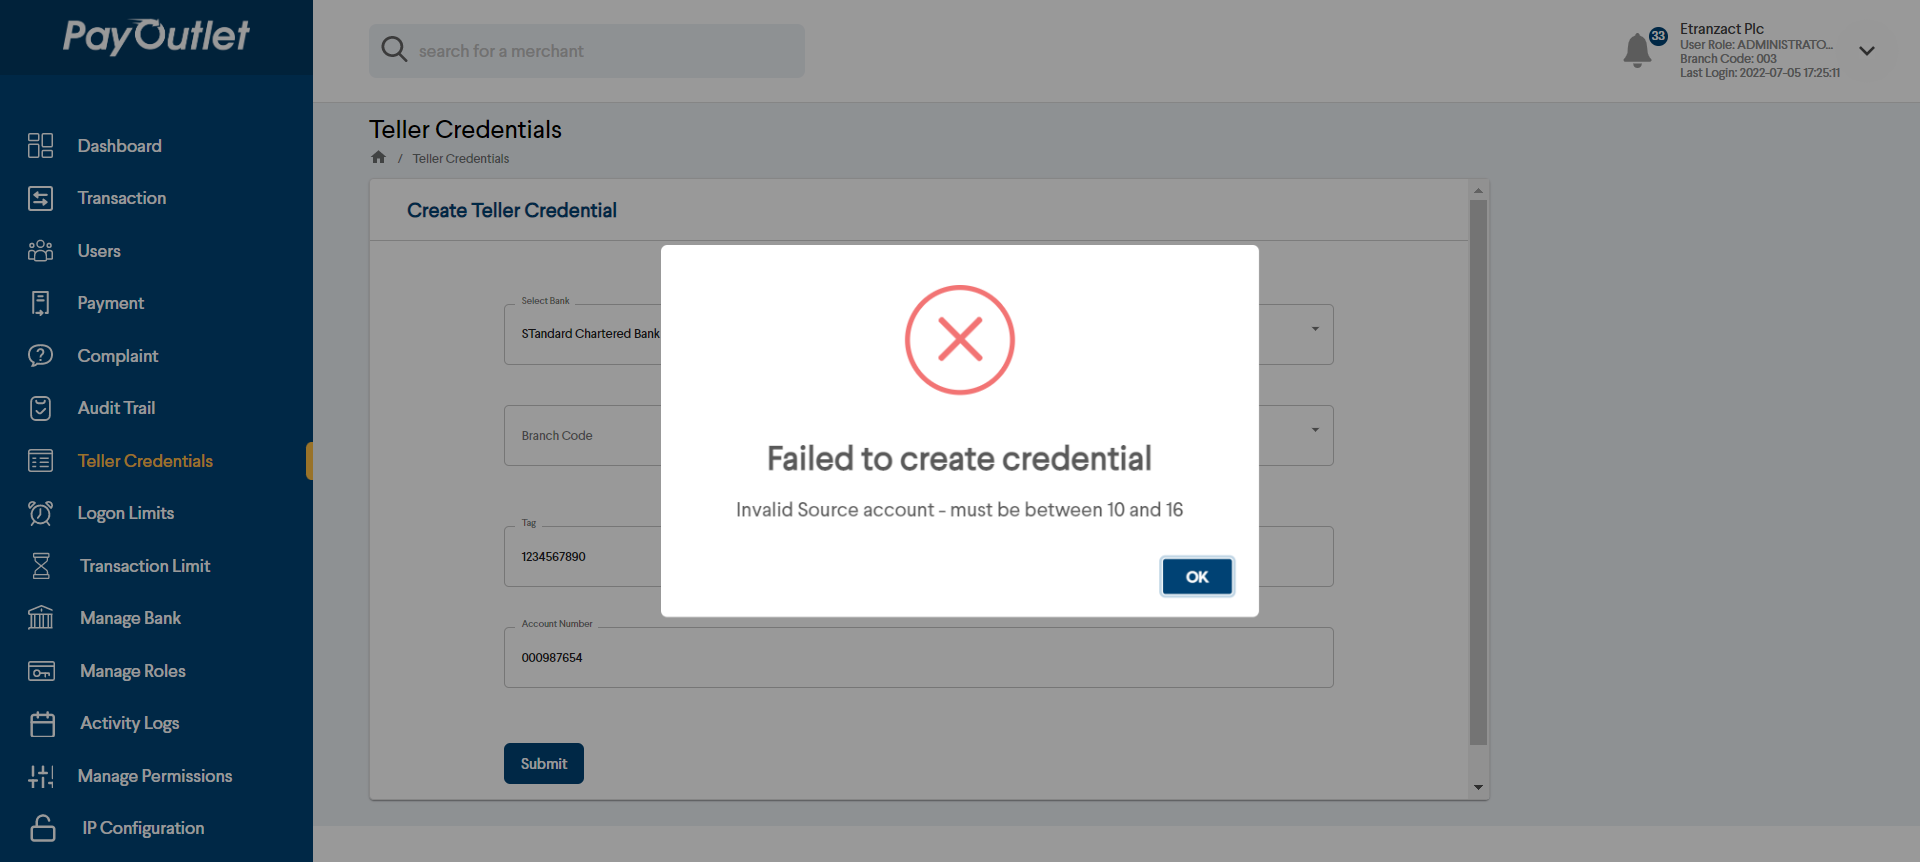 PayOutlet
search for a merchant
33
Etranzact Plc
User Role: ADMINISTRATO...
Branch Code: 003
Last Login: 2022-07-05 17:25:11
Dashboard
Transaction
Users
Payment
Complaint
Audit Trail
Teller Credentials
Logon Limits
Transaction Limit
Manage Bank
Manage Roles
Activity Logs
Manage Permissions
IP Configuration
Teller Credentials
/ Teller Credentials
Create Teller Credential
Select Bank
STandard Chartered Bank
Branch Code
Tag
1234567890
Account Number
000987654
Submit
Failed to create credential
Invalid Source account - must be between 10 and 16
OK